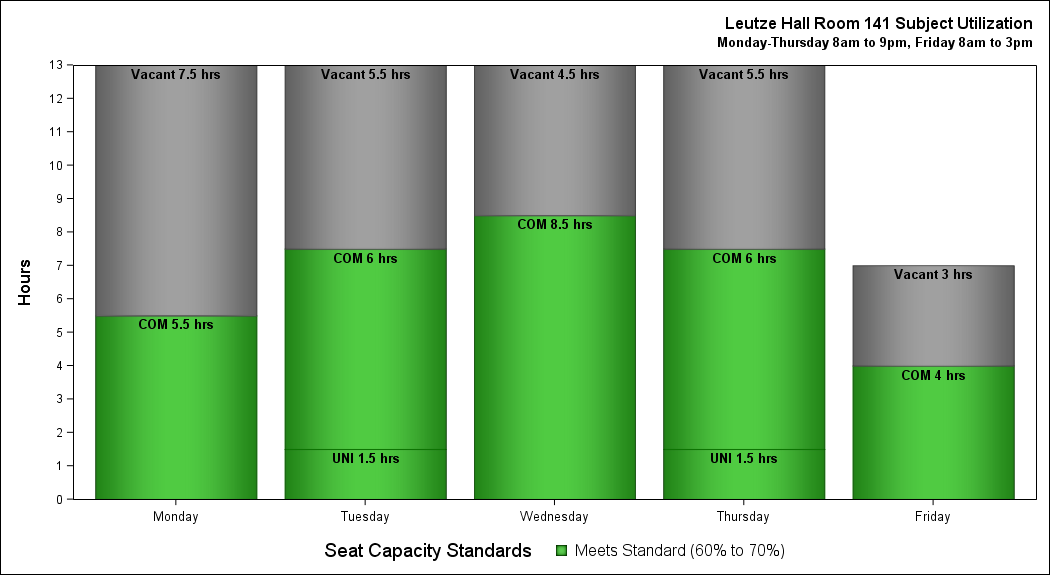 Leutze Hall Room 141 Subject Utilization
Monday-Thursday 8am to 9pm, Friday 8am to 3pm
Hours
13
12
11
10
9
8
7
6
5
4
3
2
1
0
Vacant 7.5 hrs
COM 5.5 hrs
Vacant 5.5 hrs
COM 6 hrs
UNI 1.5 hrs
Vacant 4.5 hrs
COM 8.5 hrs
Vacant 5.5 hrs
COM 6 hrs
UNI 1.5 hrs
Vacant 3 hrs
COM 4 hrs
Monday Tuesday Wednesday Thursday Friday
Seat Capacity Standards Meets Standard (60% to 70%)